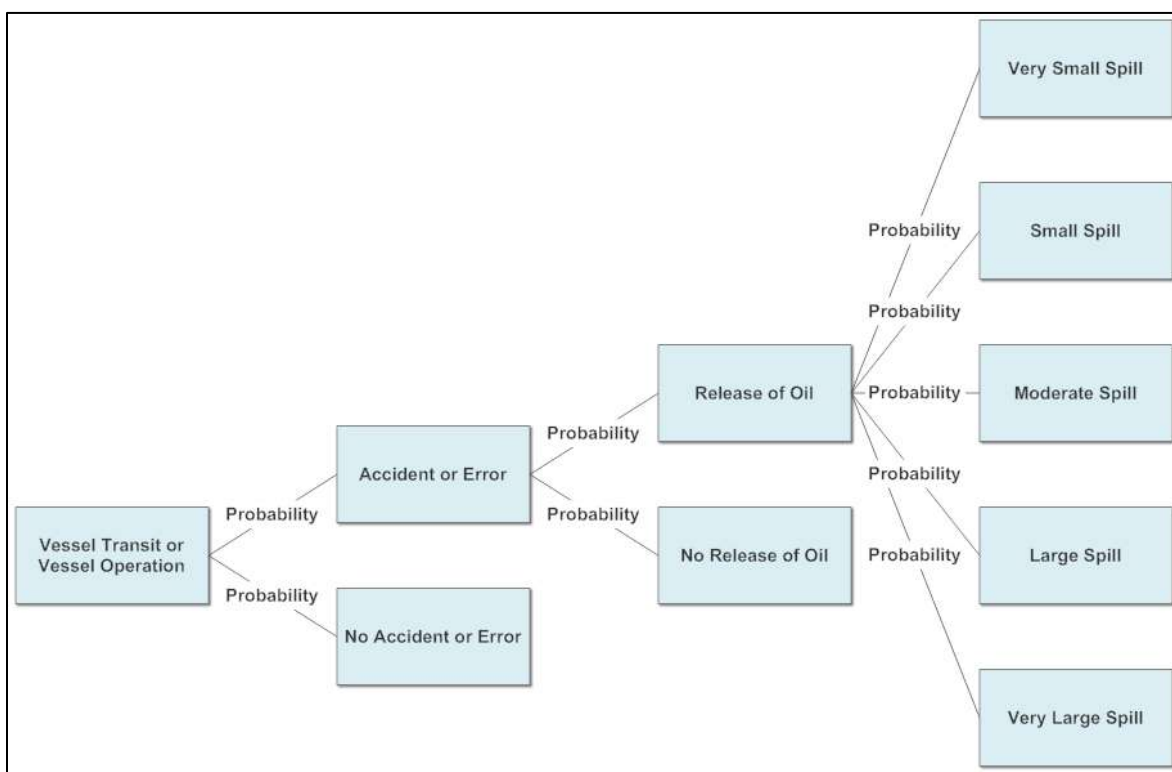 Vessel Transit or
Vessel Operation
Probability
Probability
Accident or Error
No Accident or Error
Probability
Probability
Release of Oil
No Release of Oil
Probability
Probability
Probability
Probability
Probability
Very Small Spill
Small Spill
Moderate Spill
Large Spill
Very Large Spill